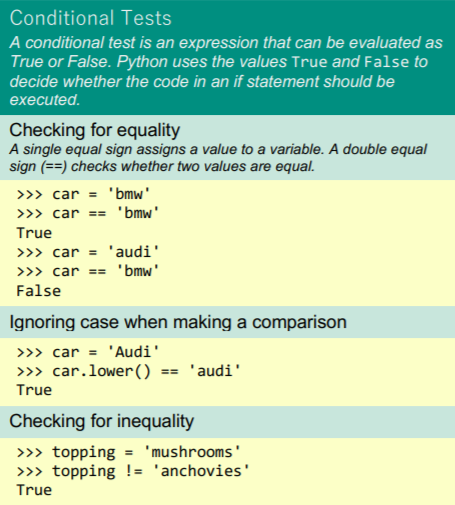 Conditional Tests
A conditional test is an expression that can be evaluated as
True or False. Python uses the values True and False to
decide whether the code in an if statement should be
executed.
Checking for equality
A single equal sign assigns a value to a variable. A double equal
sign (==) checks whether two values are equal.
>>> car = 'bmw'
>>> car == 'bmw'
True
>>> car = 'audi'
>>> car == 'bmw'
False
Ignoring case when making a comparison
>>> car = 'Audi'
>>> car.lower() == 'audi'
True
Checking for inequality
>>> topping = 'mushrooms'
>>> topping != 'anchovies'
True